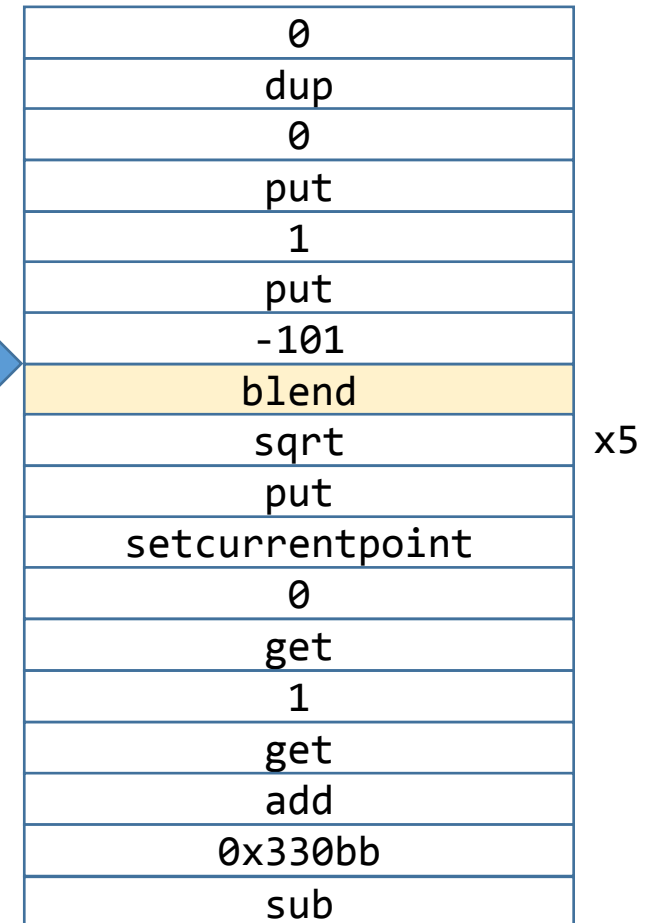 0
dup
0
put
1
put
-101
blend
sqrt x5
put
setcurrentpoint
0
get
1
get
add
0x330bb
sub